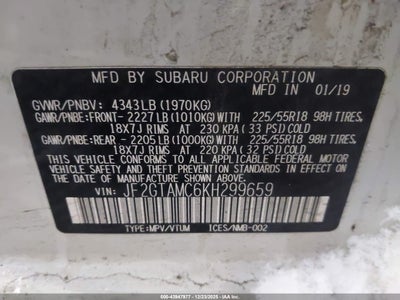 MFD BY SUBARU CORPORATION
MFD IN 01/19
GVWR/PNBV: 4343LB (1970KG)
GAWR/PNBE:FRONT- 2227LB (1010KG)WITH 225/55R18 98H TIRES,
18X7J RIMS AT 230 KPA (33 PSI)COLD
GAWR/PNBE:REAR - 2205LB (1000KG)WITH 225/55R18 98H TIRES,
18X7J RIMS AT 220 KPA (32 PSI)COLD
THIS VEHICLE CONFORMS TO ALL APPLICABLE FEDERAL MOTOR
VEHICLE SAFETY, BUMPER, AND THEFT PREVENTION STANDARDS
IN EFFECT ON THE DATE OF MANUFACTURE SHOWN ABOVE.
VIN: JF2GTAMC6KH299659
TYPE:MPV/VTUM ICES/NMB-002